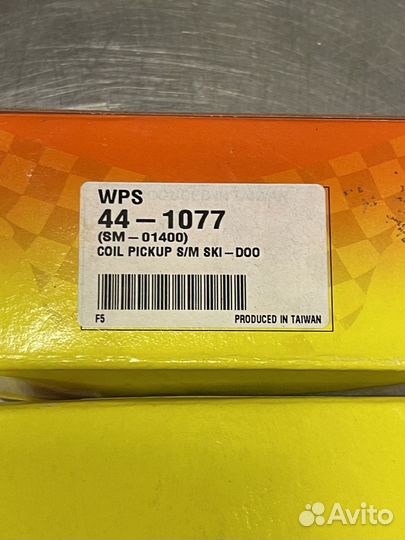 WPS
44-1077
(SM-01400)
COIL PICKUP S/M SKI-DOO
F5 PRODUCED IN TAIWAN
Avito